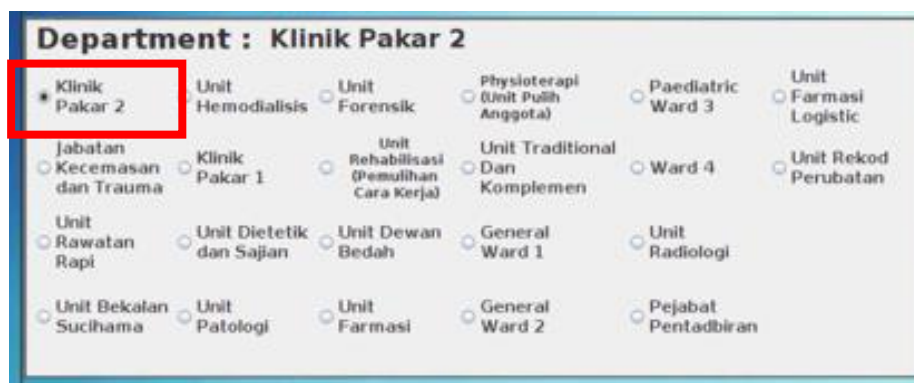 Department : Klinik Pakar 2
Klinik
Pakar 2
Unit
Hemodialisis
Unit
Forensik
Physioterapi
(Unit Pulih
Anggota)
Paediatric
Ward 3
Unit
Farmasi
Logistic
Jabatan
Kecemasan
dan Trauma
Klinik
Pakar 1
Unit
Rehabilisasi
(Pemulihan
Cara Kerja)
Unit Traditional
Dan
Komplemen
Ward 4
Unit Rekod
Perubatan
Unit
Rawatan
Rapi
Unit Dietetik
dan Sajian
Unit Dewan
Bedah
General
Ward 1
Unit
Radiologi
Unit Bekalan
Sucihama
Unit
Patologi
Unit
Farmasi
General
Ward 2
Pejabat
Pentadbiran